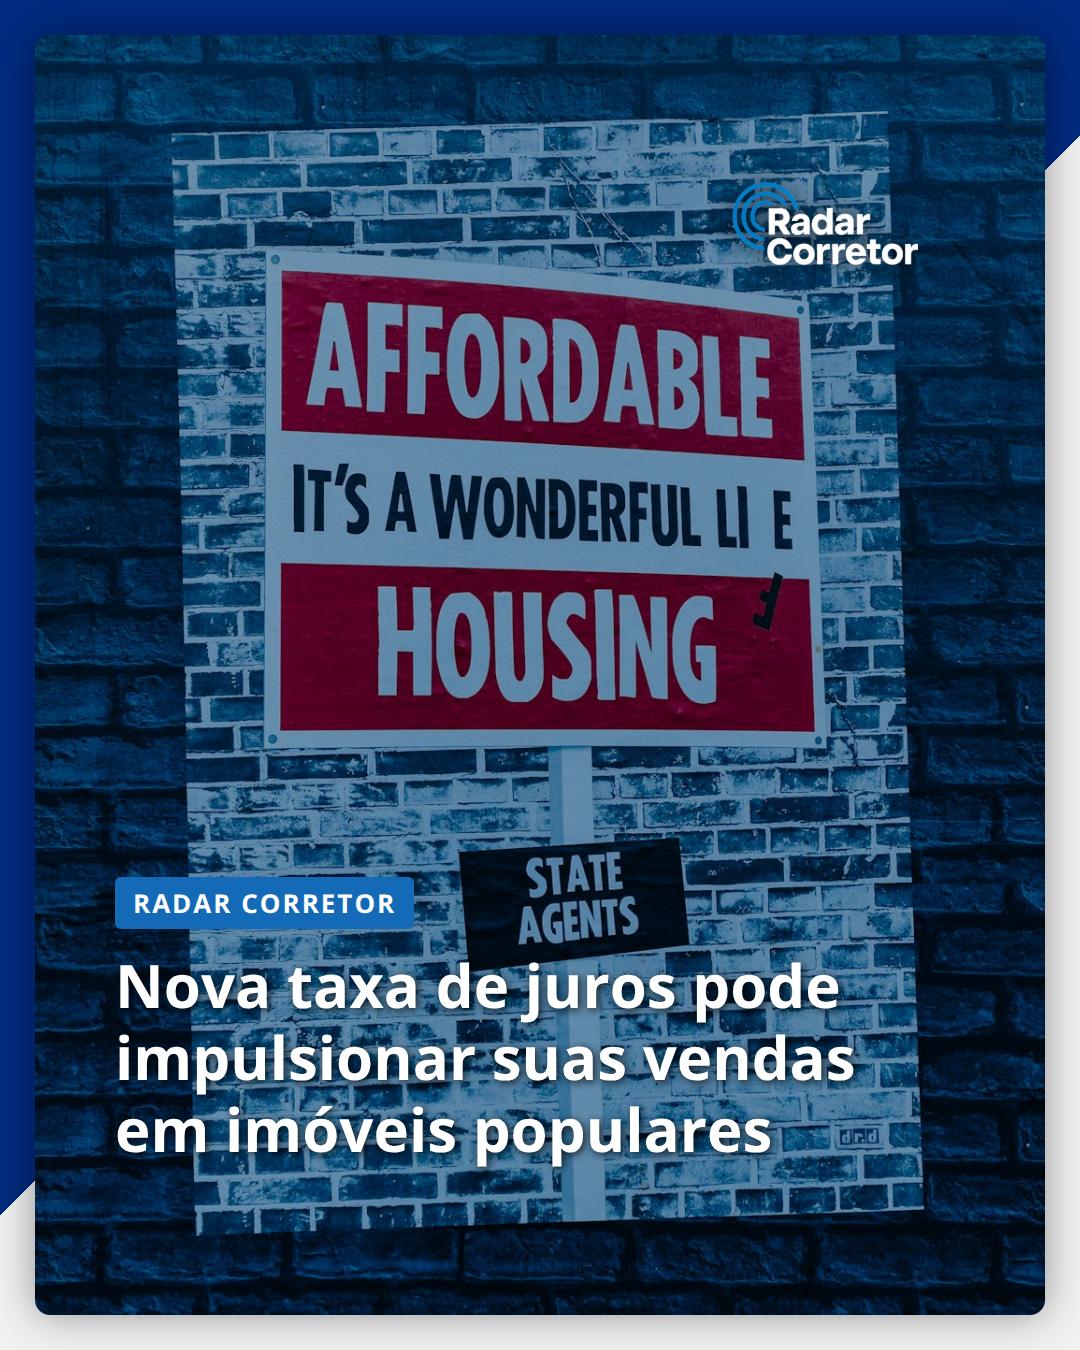 Radar
Corretor
AFFORDABLE
IT'S A WONDERFUL LI E
F
HOUSING
STATE
AGENTS
RADAR CORRETOR
Nova taxa de juros pode
impulsionar suas vendas
em imóveis populares
drd